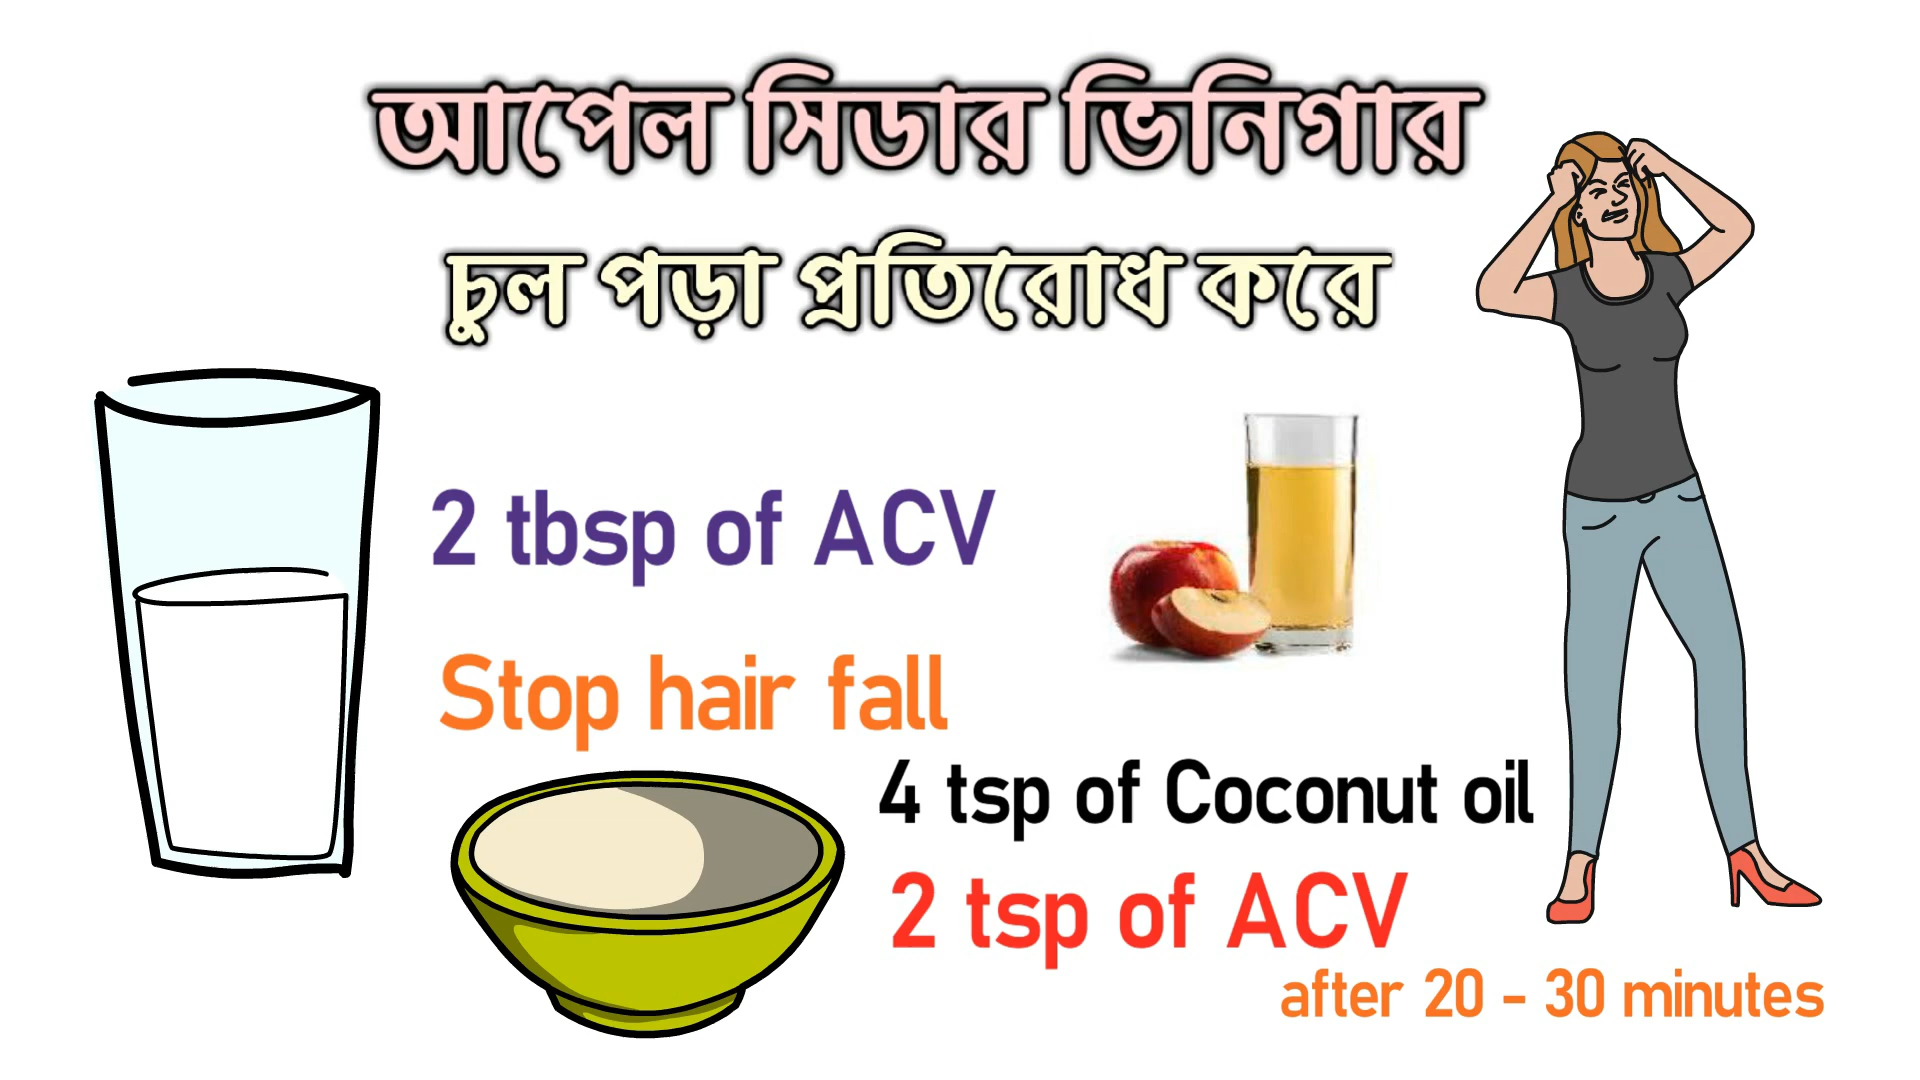 আপেল সিডার ভিনিগার
চুল পড়া প্রতিরোধ করে
2 tbsp of ACV
Stop hair fall
4 tsp of Coconut oil
2 tsp of ACV
after 20 - 30 minutes